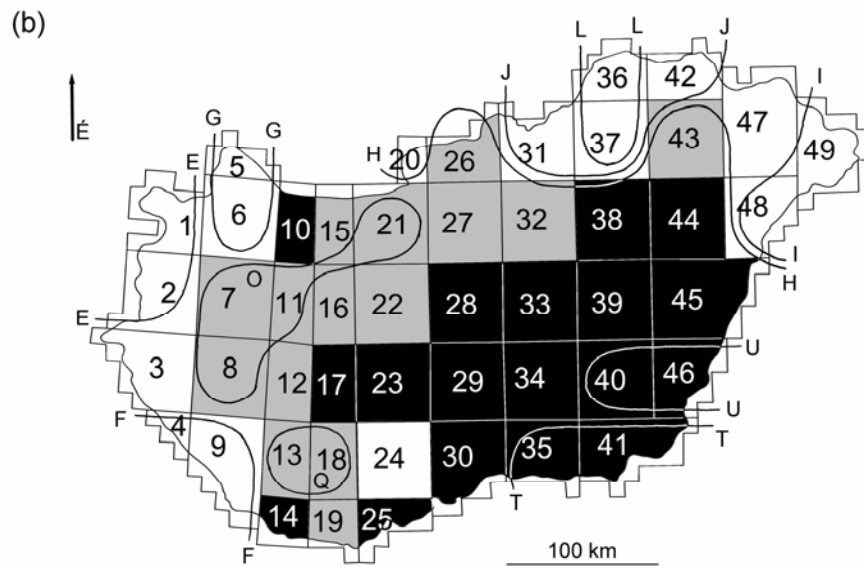 (b)
L L J
J 36 42 I
G 31 37 43 47
É G H 20 26 49
E 5
1 6 10 15 21 27 32 38 44 48
I
H
2 7 O 11 16 22 28 33 39 45
E
U
3 8 12 17 23 29 34 40 46
F 4 U
9 13 18 24 30 35 41 T
Q
14 19 25 T
F
100 km